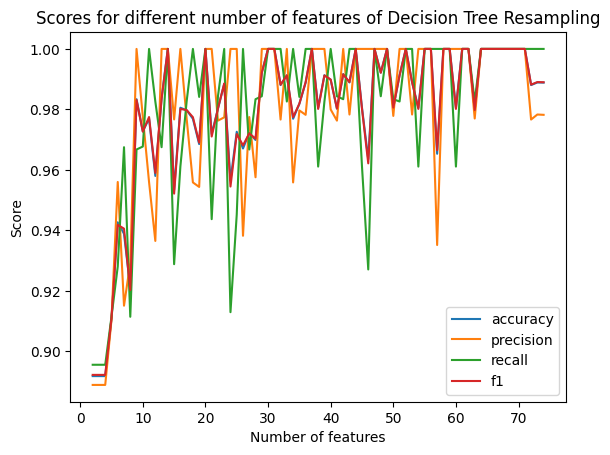 Scores for different number of features of Decision Tree Resampling
1.00
0.98
0.96
0.94
0.92
0.90
Score
0
10
20
30
40
50
60
70
Number of features
accuracy
precision
recall
f1